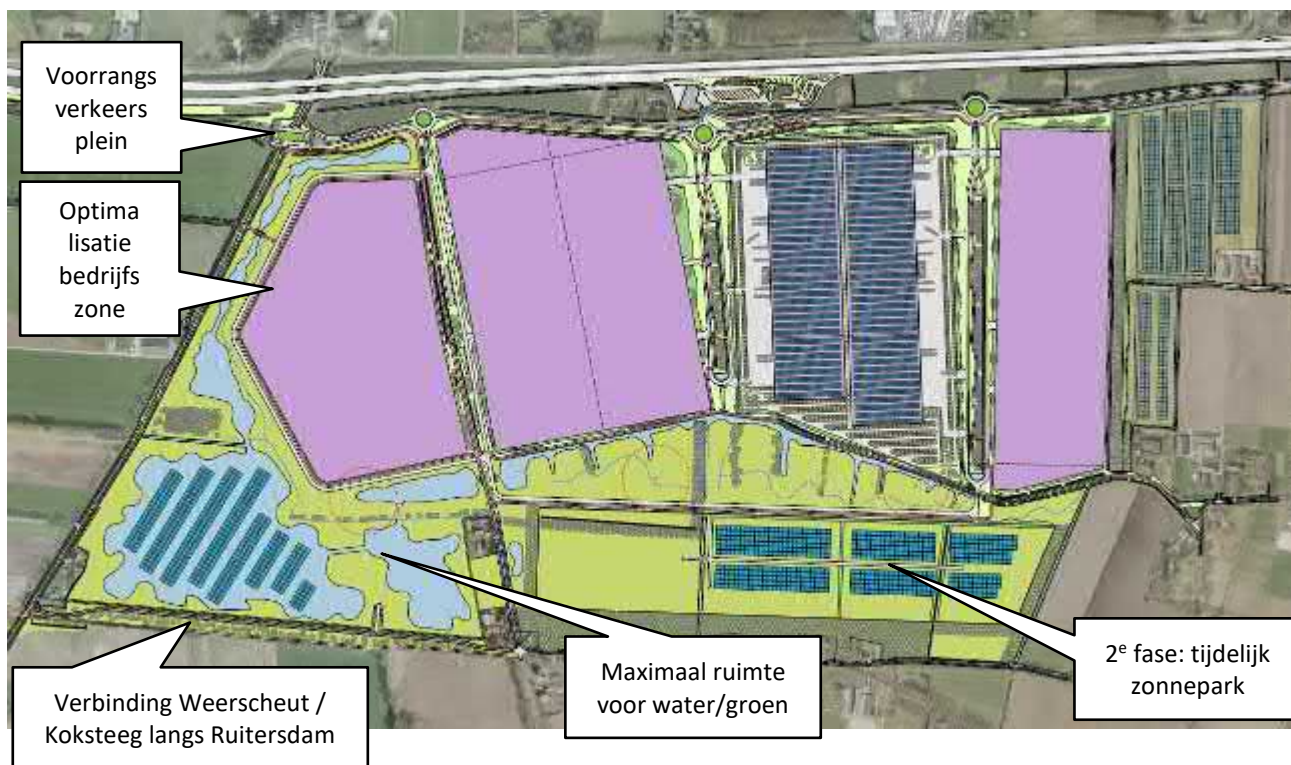 Voorrangs
verkeers
plein
Optima
lisatie
bedrijfs
zone
Verbinding Weerscheut /
Koksteeg langs Ruitersdam
Maximaal ruimte
voor water/groen
2e fase: tijdelijk
zonnepark